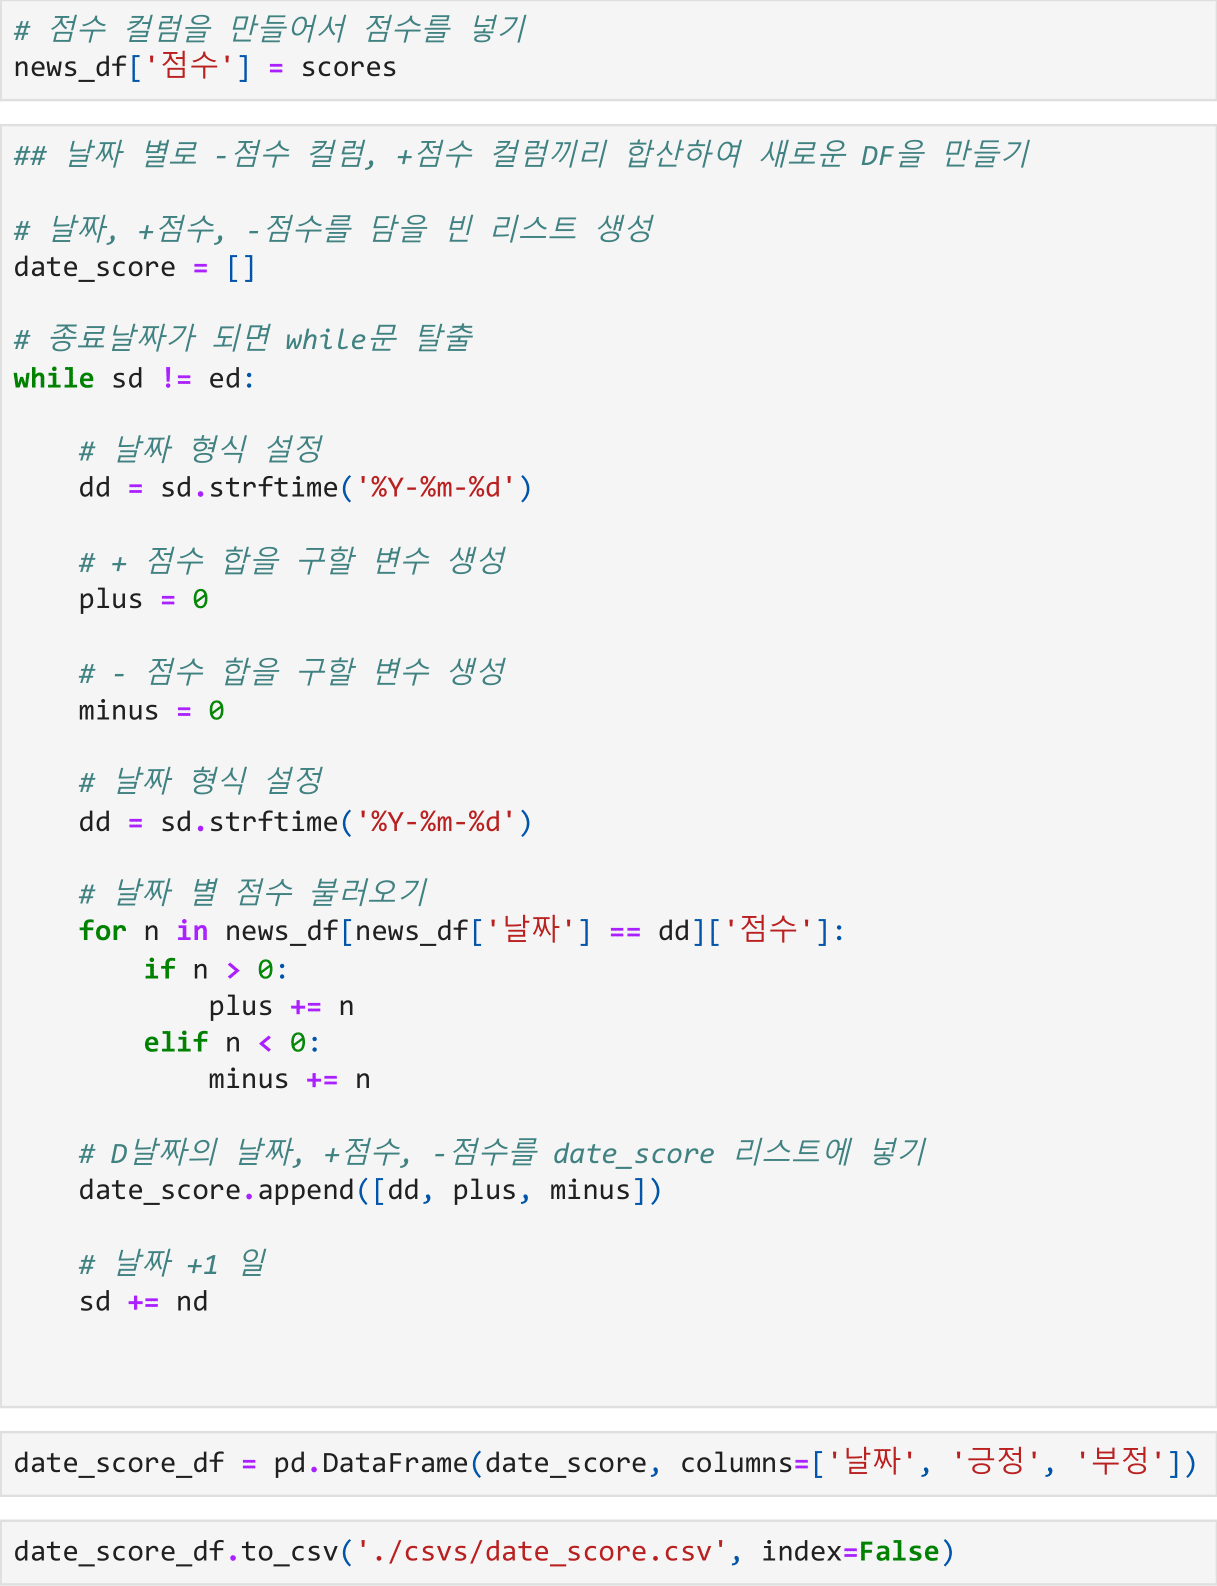 # 점수 컬럼을 만들어서 점수를 넣기
news_df['점수'] = scores
## 날짜 별로 -점수 컬럼, +점수 컬럼끼리 합산하여 새로운 DF을 만들기
# 날짜, +점수, -점수를 담을 빈 리스트 생성
date_score = []
# 종료날짜가 되면 while문 탈출
while sd != ed:
    # 날짜 형식 설정
    dd = sd.strftime('%Y-%m-%d')
    # + 점수 합을 구할 변수 생성
    plus = 0
    # - 점수 합을 구할 변수 생성
    minus = 0
    # 날짜 형식 설정
    dd = sd.strftime('%Y-%m-%d')
    # 날짜 별 점수 불러오기
    for n in news_df[news_df['날짜'] == dd]['점수']:
        if n > 0:
            plus += n
        elif n < 0:
            minus += n
    # D날짜의 날짜, +점수, -점수를 date_score 리스트에 넣기
    date_score.append([dd, plus, minus])
    # 날짜 +1 일
    sd += nd
date_score_df = pd.DataFrame(date_score, columns=['날짜', '긍정', '부정'])
date_score_df.to_csv('./csvs/date_score.csv', index=False)